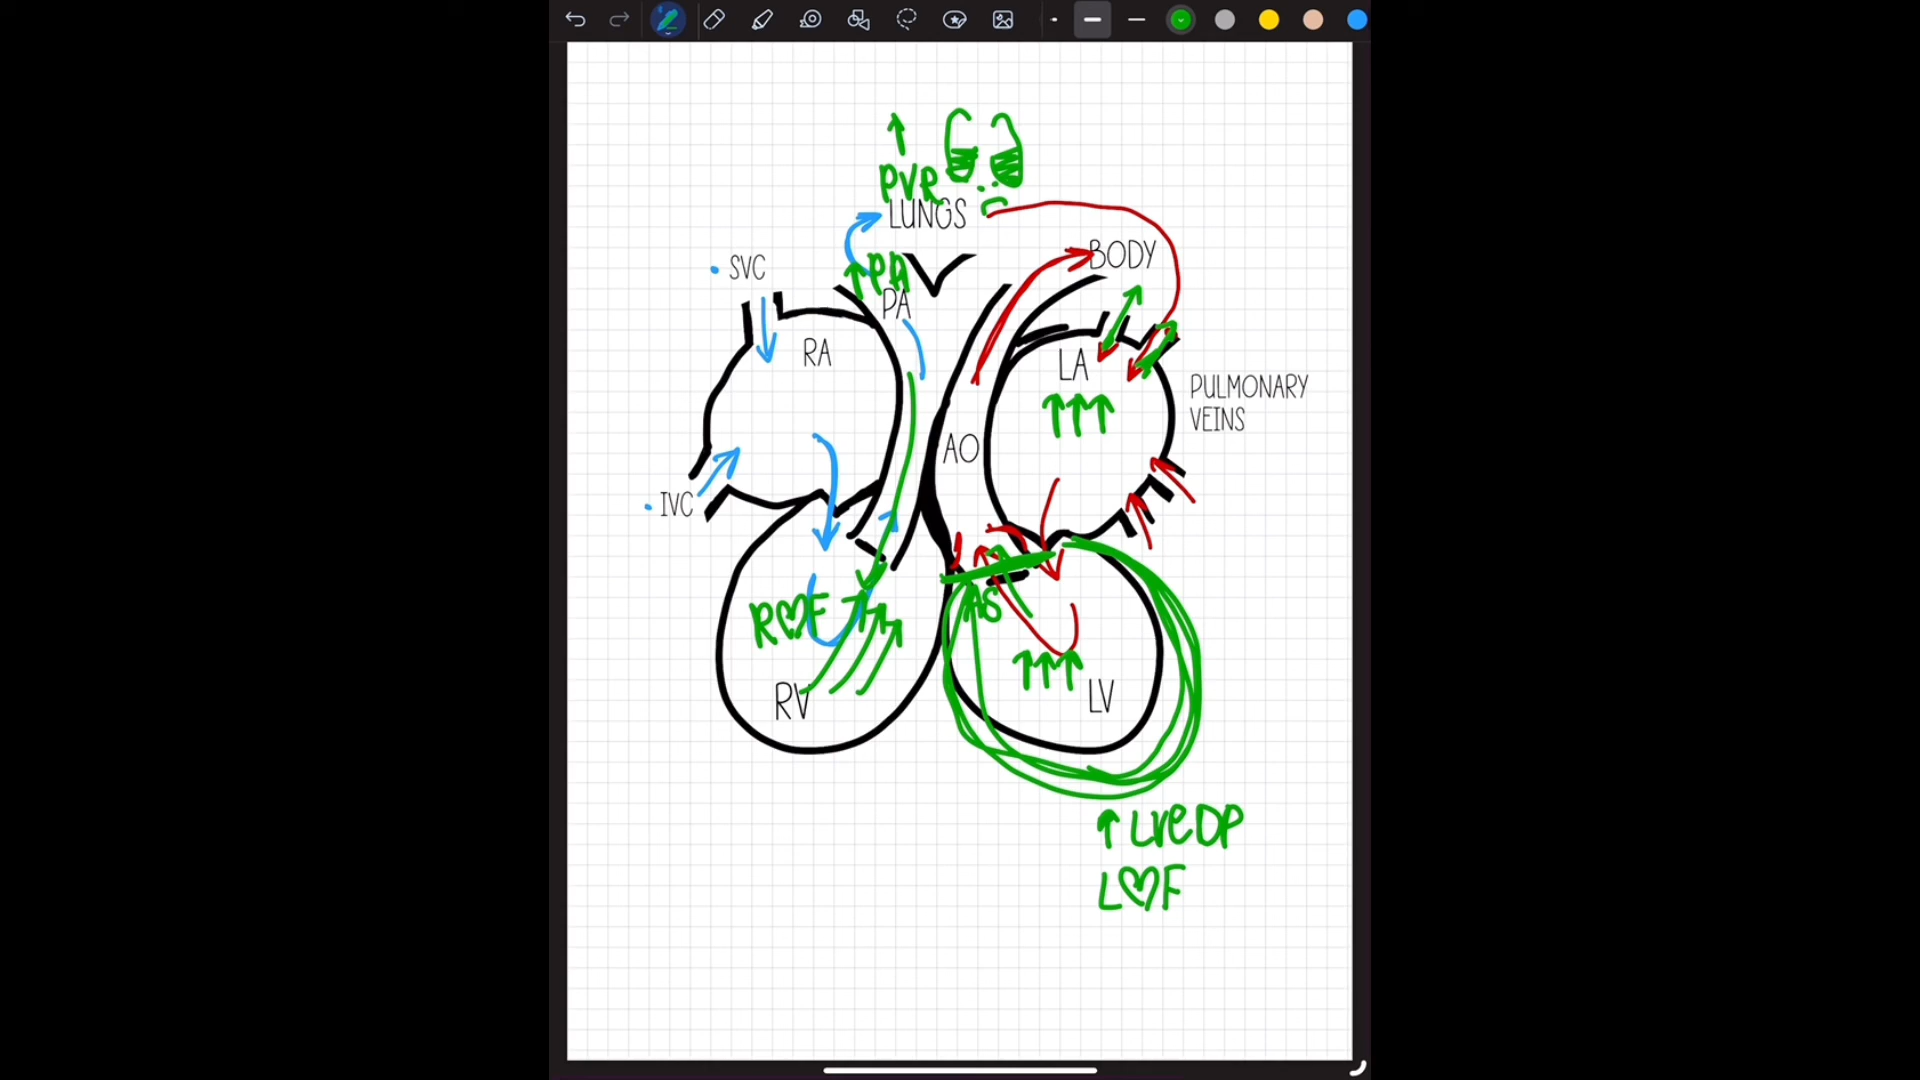 ↑
PVR
LUNGS
BODY
• SVC
↑PA
PA
RA
LA
↑↑↑
PULMONARY
VEINS
AO
• IVC
AS
R♡F
↑↑↑
RV
LV
↑ LVEDP
L♡F